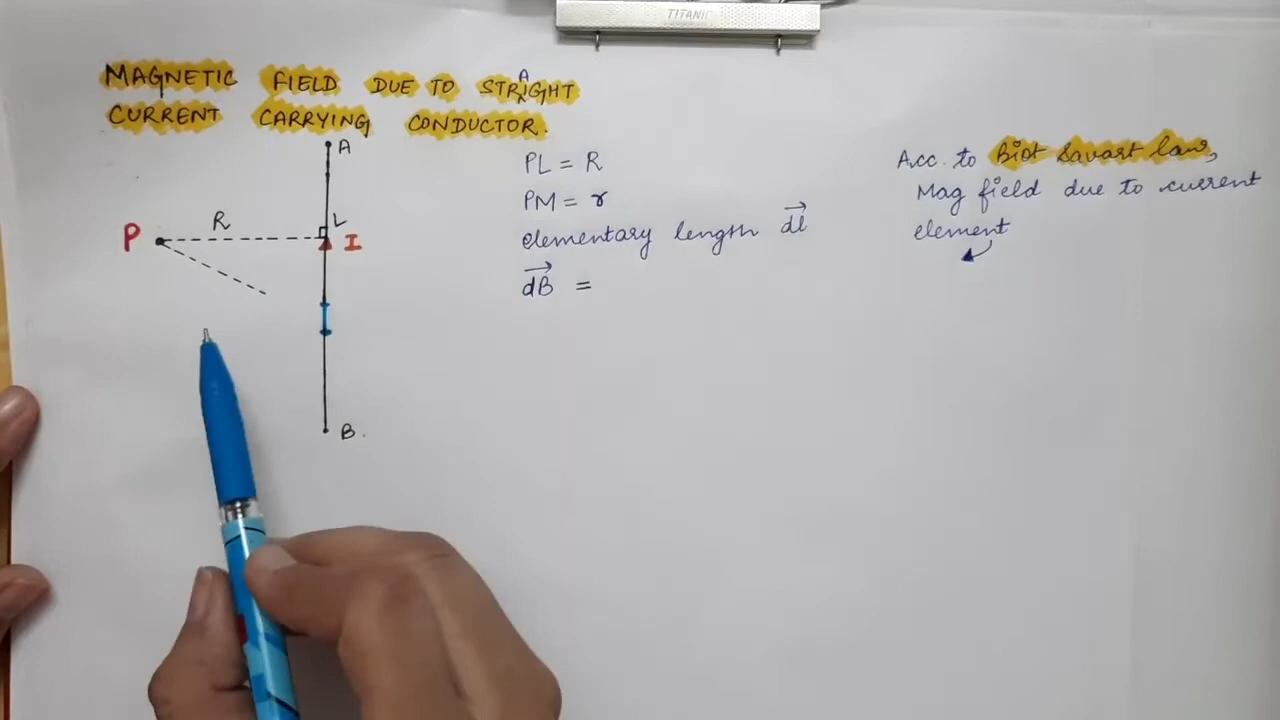 TITANIC
MAGNETIC FIELD DUE TO STRAIGHT
CURRENT CARRYING CONDUCTOR.
A
P
R
L
I
B.
PL = R
PM = r
elementary length dl
dB =
Acc. to Biot Savart law,
Mag field due to current
element